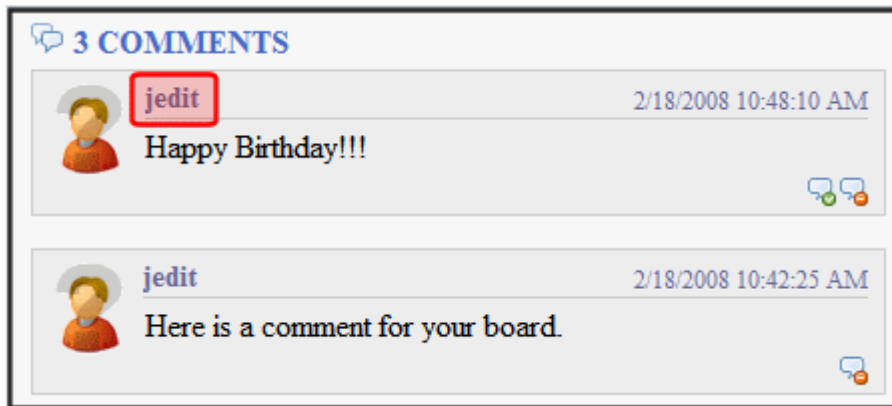 3 COMMENTS
jedit 2/18/2008 10:48:10 AM
Happy Birthday!!!
jedit 2/18/2008 10:42:25 AM
Here is a comment for your board.